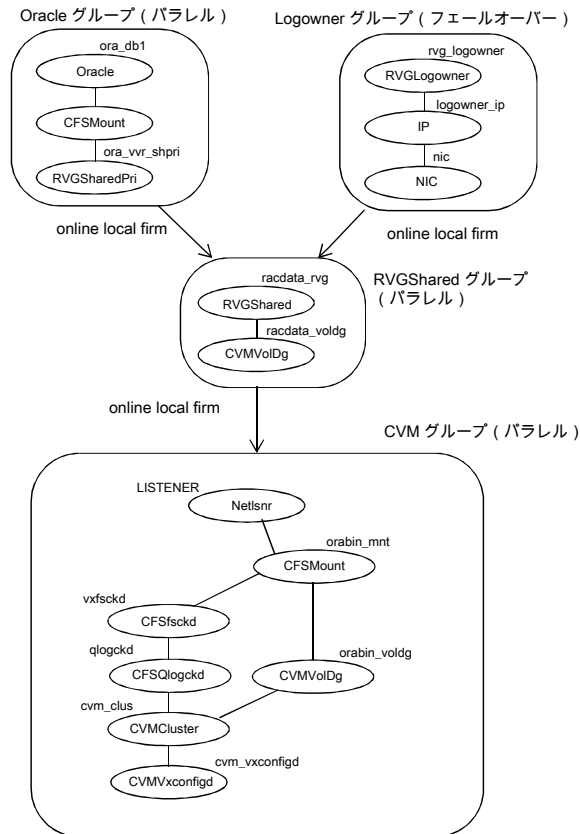 Oracle グループ ( パラレル )
Logowner グループ ( フェールオーバー )
ora_db1
Oracle
CFSMount
ora_vvr_shpri
RVGSharedPri
rvg_logowner
RVGLogowner
logowner_ip
IP
nic
NIC
online local firm
online local firm
RVGShared グループ
( パラレル )
racdata_rvg
RVGShared
racdata_voldg
CVMVolDg
online local firm
CVM グループ ( パラレル )
LISTENER
Netlsnr
orabin_mnt
CFSMount
vxfsckd
CFSfsckd
qlogckd
CFSQlogckd
orabin_voldg
CVMVolDg
cvm_clus
CVMCluster
cvm_vxconfigd
CVMVxconfigd